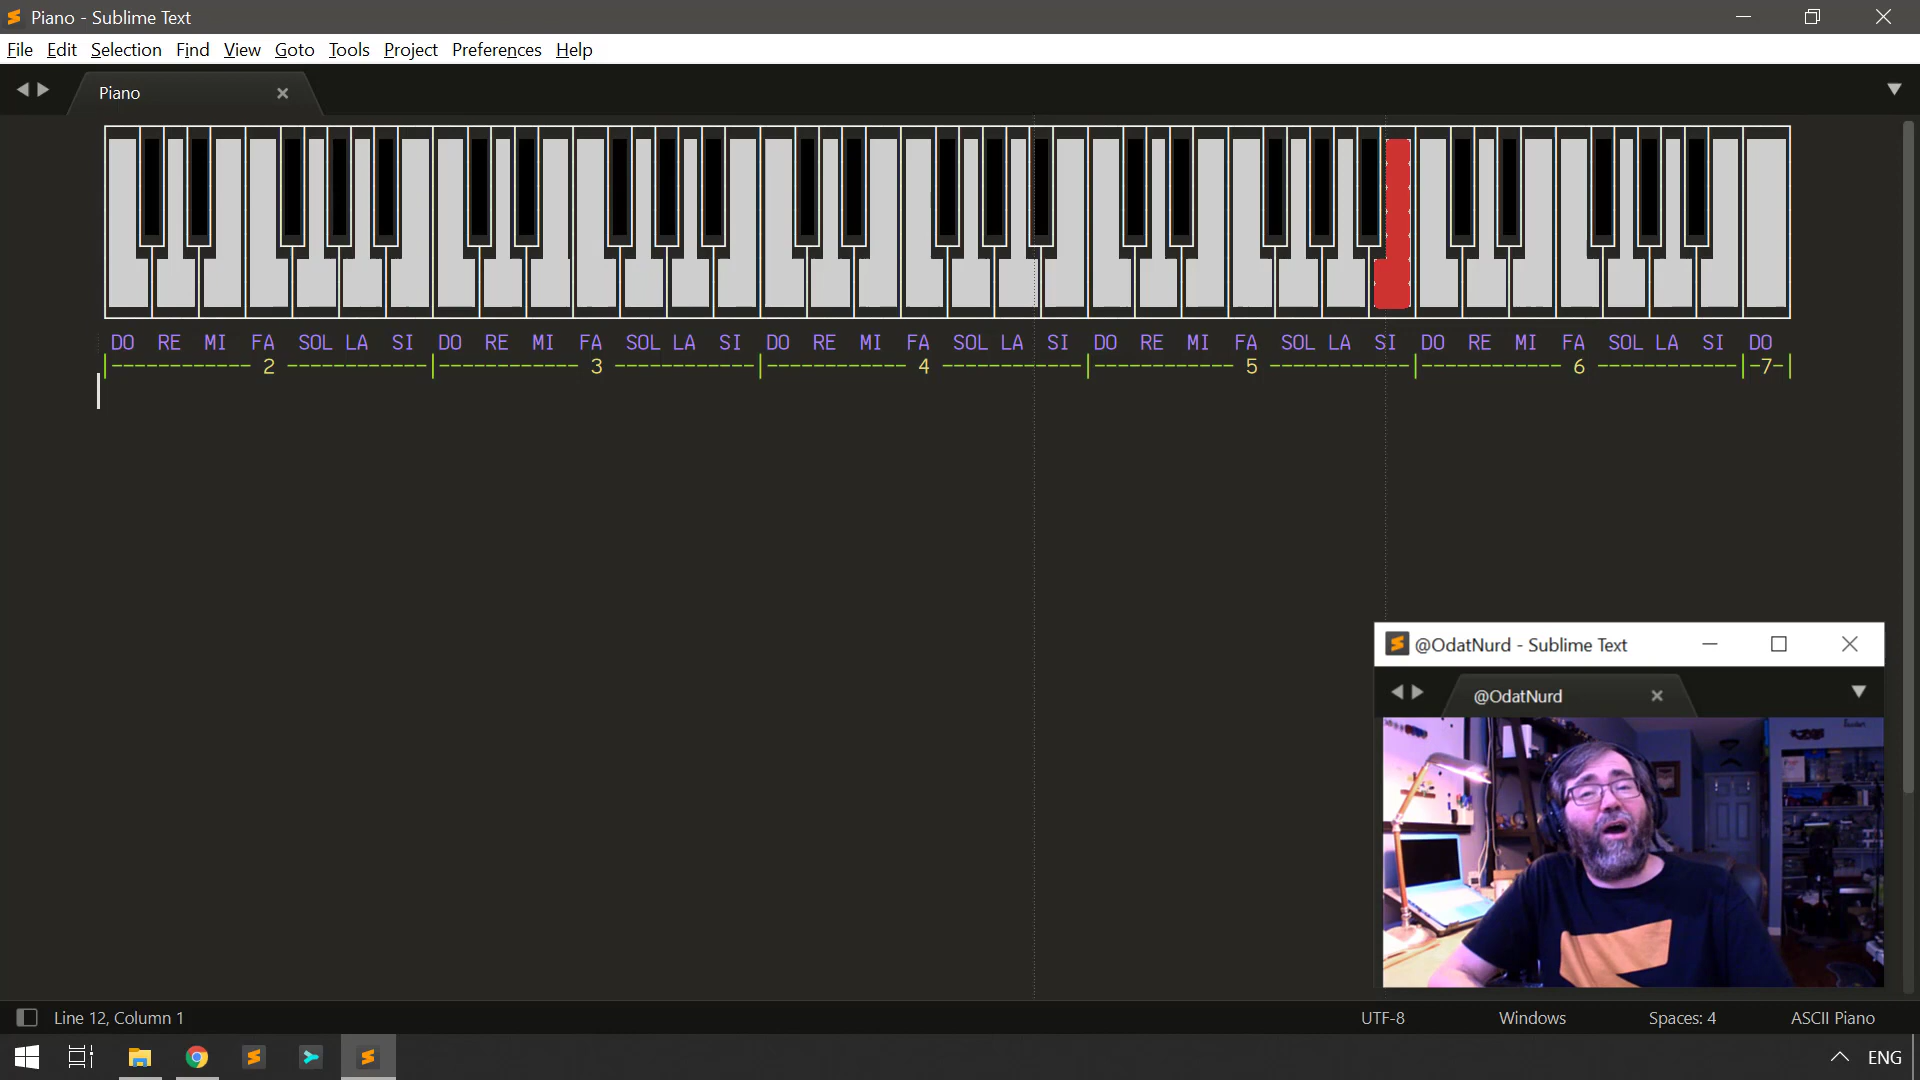 Piano - Sublime Text
File Edit Selection Find View Goto Tools Project Preferences Help
Piano
DO RE MI FA SOL LA SI DO RE MI FA SOL LA SI DO RE MI FA SOL LA SI DO RE MI FA SOL LA SI DO RE MI FA SOL LA SI DO
|------------ 2 ------------|------------ 3 ------------|------------ 4 ------------|------------ 5 ------------|------------ 6 ------------|-7-|
@OdatNurd - Sublime Text
@OdatNurd
Line 12, Column 1
UTF-8
Windows
Spaces: 4
ASCII Piano
ENG